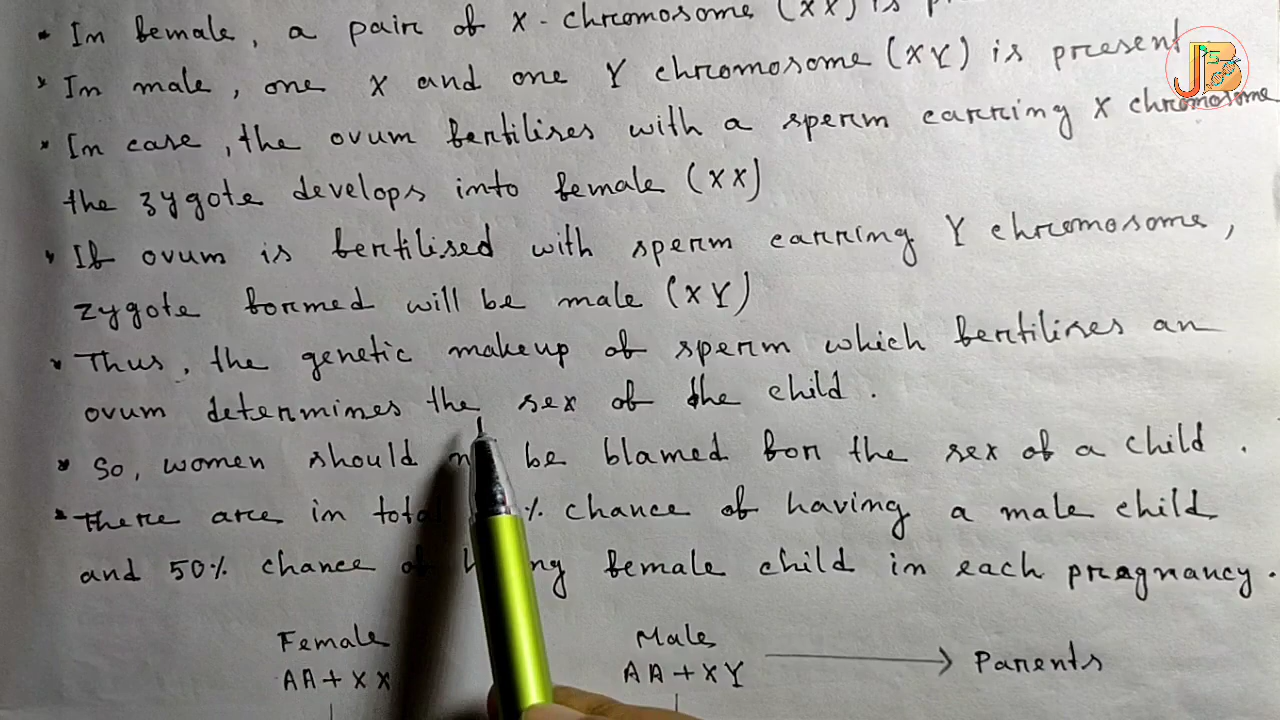 * In female, a pair of X-chromosome (XX) is
* In male, one X and one Y chromosome (XY) is present
* In case, the ovum fertilises with a sperm carrying X chromosome
the zygote develops into female (XX)
* If ovum is fertilised with sperm carrying Y chromosome,
zygote formed will be male (XY)
* Thus, the genetic makeup of sperm which fertilises an
ovum determines the sex of the child.
* So, women should be blamed for the sex of a child.
* There are in total % chance of having a male child
and 50% chance of female child in each pregnancy.
Female Male
AA+XX AA+XY Parents
JB